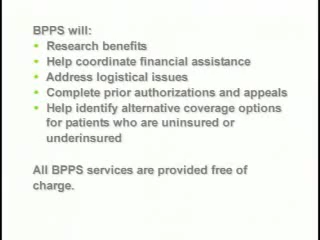 BPPS will:
• Research benefits
• Help coordinate financial assistance
• Address logistical issues
• Complete prior authorizations and appeals
• Help identify alternative coverage options
for patients who are uninsured or
underinsured
All BPPS services are provided free of
charge.